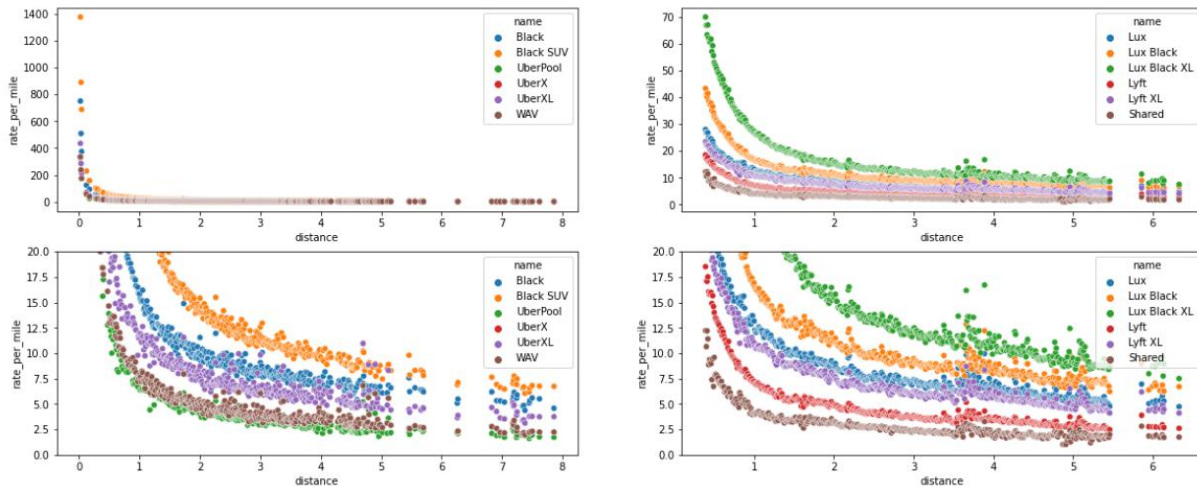 rate_per_mile
1400
1200
1000
800
600
400
200
0
name
Black
Black SUV
UberPool
UberX
UberXL
WAV
0 1 2 3 4 5 6 7 8
distance
rate_per_mile
70
60
50
40
30
20
10
0
name
Lux
Lux Black
Lux Black XL
Lyft
Lyft XL
Shared
1 2 3 4 5 6
distance
rate_per_mile
20.0
17.5
15.0
12.5
10.0
7.5
5.0
2.5
0.0
name
Black
Black SUV
UberPool
UberX
UberXL
WAV
0 1 2 3 4 5 6 7 8
distance
rate_per_mile
20.0
17.5
15.0
12.5
10.0
7.5
5.0
2.5
0.0
name
Lux
Lux Black
Lux Black XL
Lyft
Lyft XL
Shared
1 2 3 4 5 6
distance